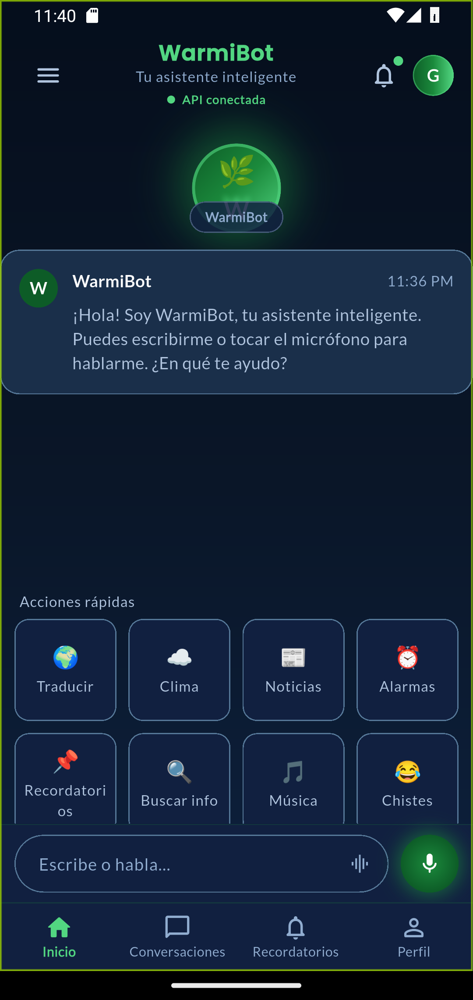 11:40
WarmiBot
Tu asistente inteligente
API conectada
G
W
WarmiBot
W
WarmiBot
11:36 PM
¡Hola! Soy WarmiBot, tu asistente inteligente.
Puedes escribirme o tocar el micrófono para
hablarme. ¿En qué te ayudo?
Acciones rápidas
Traducir
Clima
Noticias
Alarmas
Recordatori
os
Buscar info
Música
Chistes
Escribe o habla...
Inicio
Conversaciones
Recordatorios
Perfil